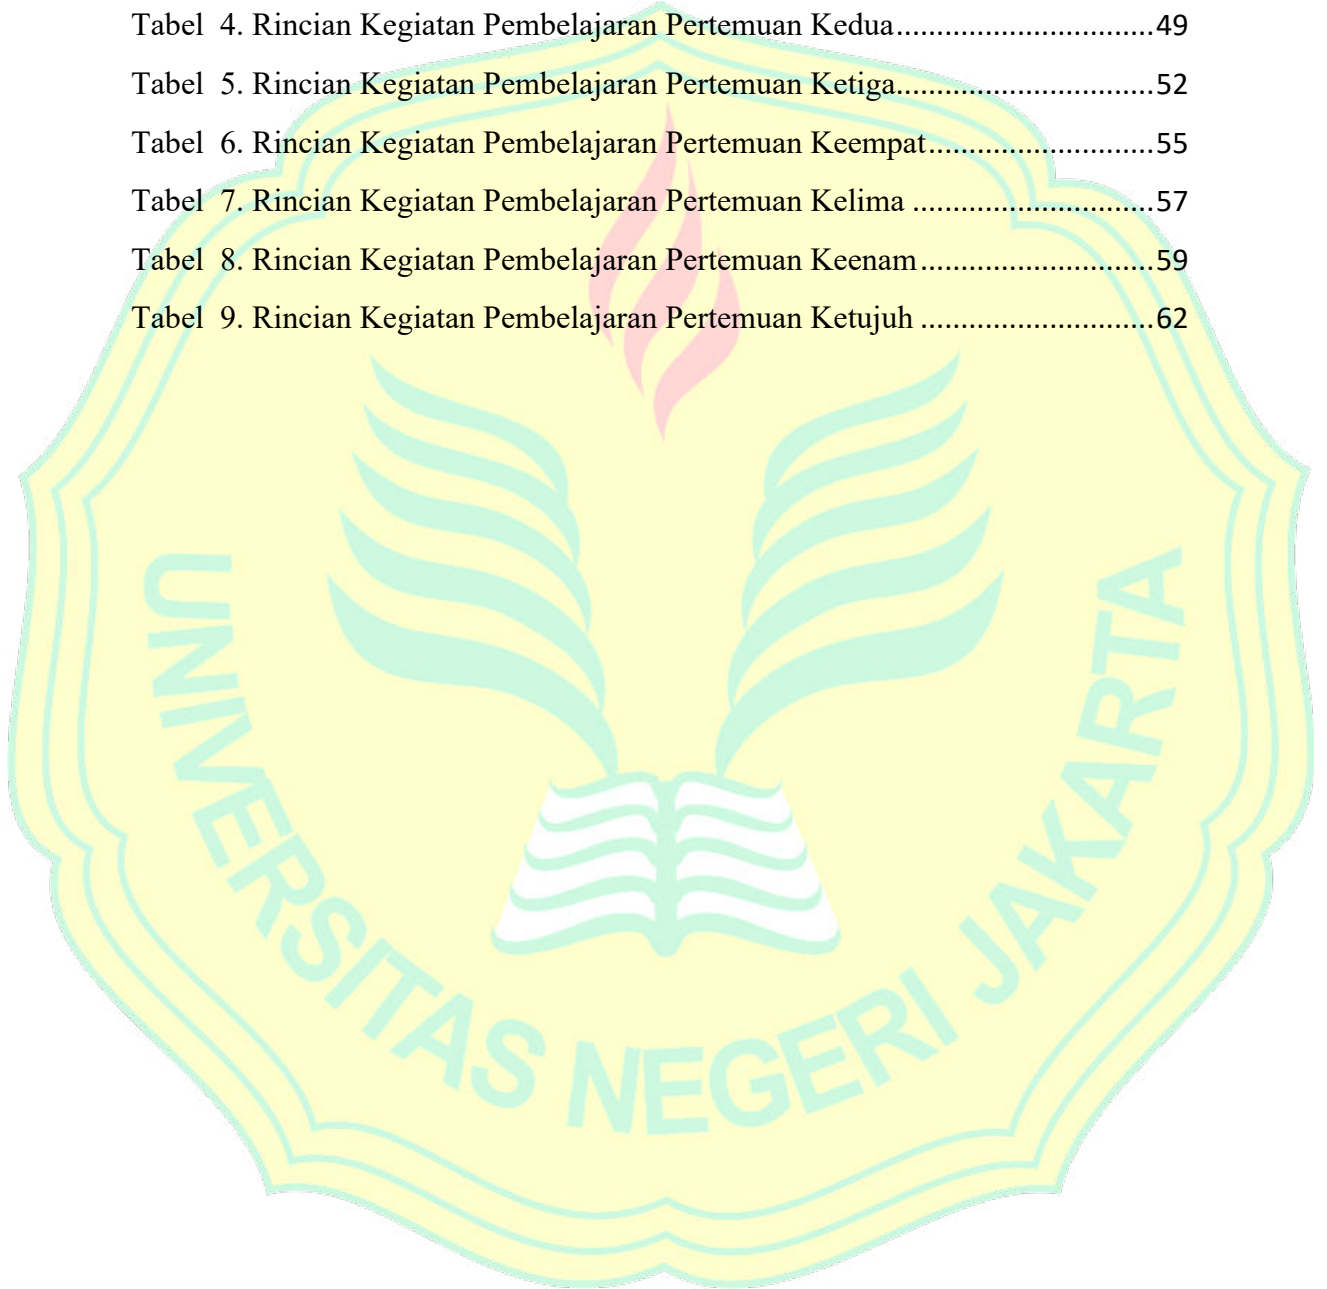 Tabel  4. Rincian Kegiatan Pembelajaran Pertemuan Kedua................................49
Tabel  5. Rincian Kegiatan Pembelajaran Pertemuan Ketiga................................52
Tabel  6. Rincian Kegiatan Pembelajaran Pertemuan Keempat............................55
Tabel  7. Rincian Kegiatan Pembelajaran Pertemuan Kelima ..............................57
Tabel  8. Rincian Kegiatan Pembelajaran Pertemuan Keenam.............................59
Tabel  9. Rincian Kegiatan Pembelajaran Pertemuan Ketujuh .............................62
UNIVERSITAS NEGERI JAKARTA